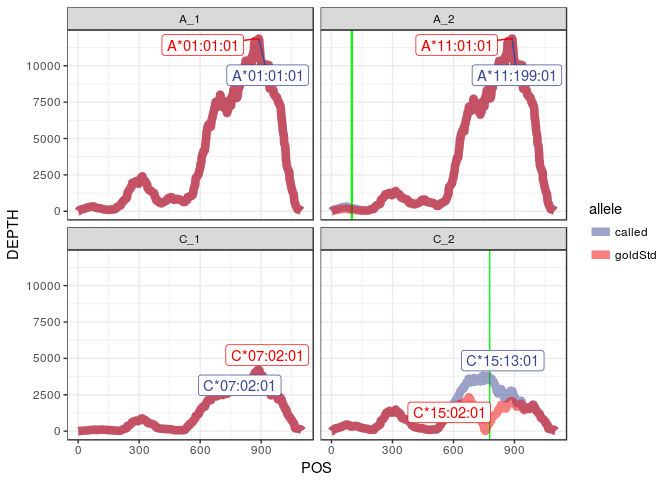 A_1
A_2
A*01:01:01
A*01:01:01
A*11:01:01
A*11:199:01
10000
7500
5000
2500
0
C_1
C_2
C*07:02:01
C*07:02:01
C*15:13:01
C*15:02:01
10000
7500
5000
2500
0
0 300 600 900
0 300 600 900
POS
DEPTH
allele
called
goldStd